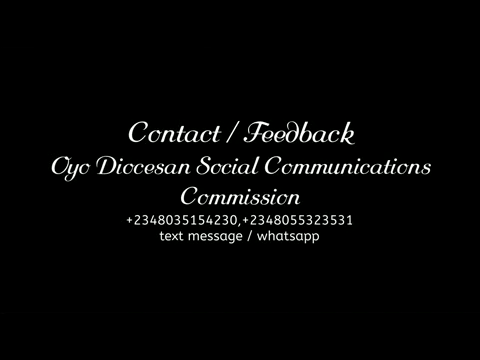 Contact / Feedback
Oyo Diocesan Social Communications
Commission
+2348035154230,+2348055323531
text message / whatsapp